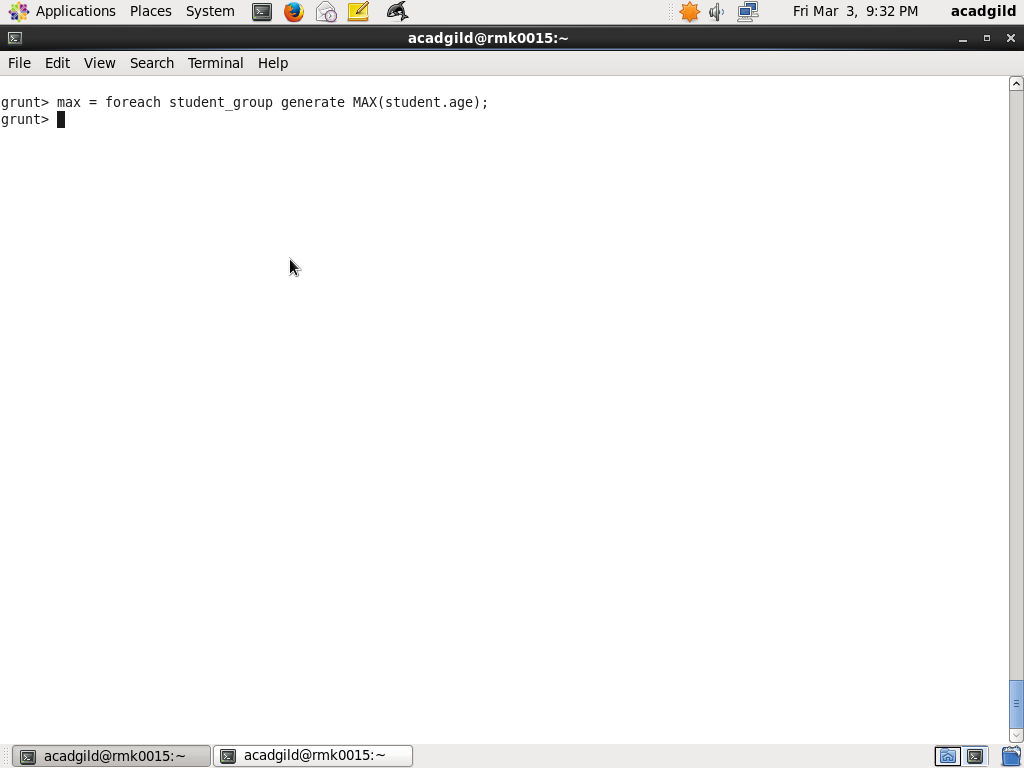 Applications Places System Fri Mar 3, 9:32 PM acadgild
acadgild@rmk0015:~
File Edit View Search Terminal Help
grunt> max = foreach student_group generate MAX(student.age);
grunt>
acadgild@rmk0015:~ acadgild@rmk0015:~